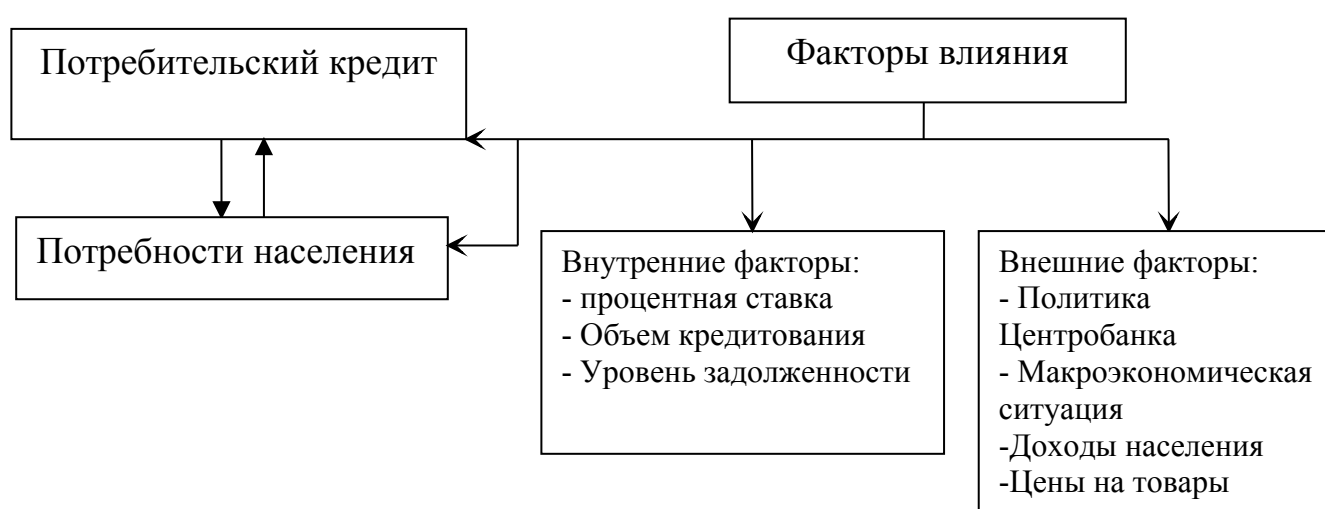 Потребительский кредит
Факторы влияния
Потребности населения
Внутренние факторы:
- процентная ставка
- Объем кредитования
- Уровень задолженности
Внешние факторы:
- Политика
Центробанка
- Макроэкономическая
ситуация
-Доходы населения
-Цены на товары